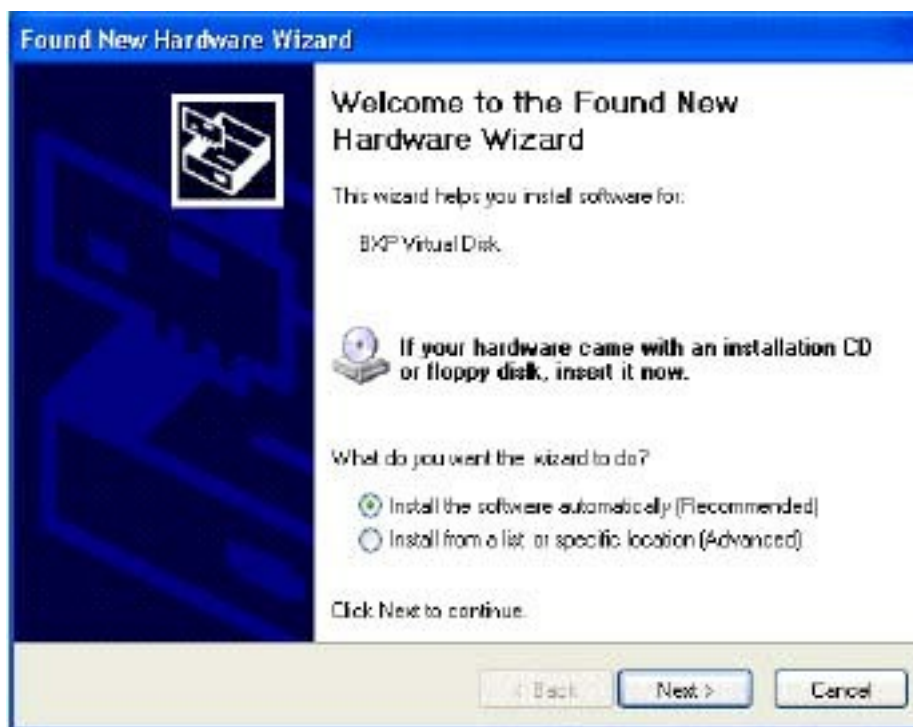 Found New Hardware Wizard
Welcome to the Found New
Hardware Wizard
This wizard helps you install software for:
BXP Virtual Disk
If your hardware came with an installation CD
or floppy disk, insert it now.
What do you want the wizard to do?
Install the software automatically (Recommended)
Install from a list or specific location (Advanced)
Click Next to continue.
< Back
Next >
Cancel